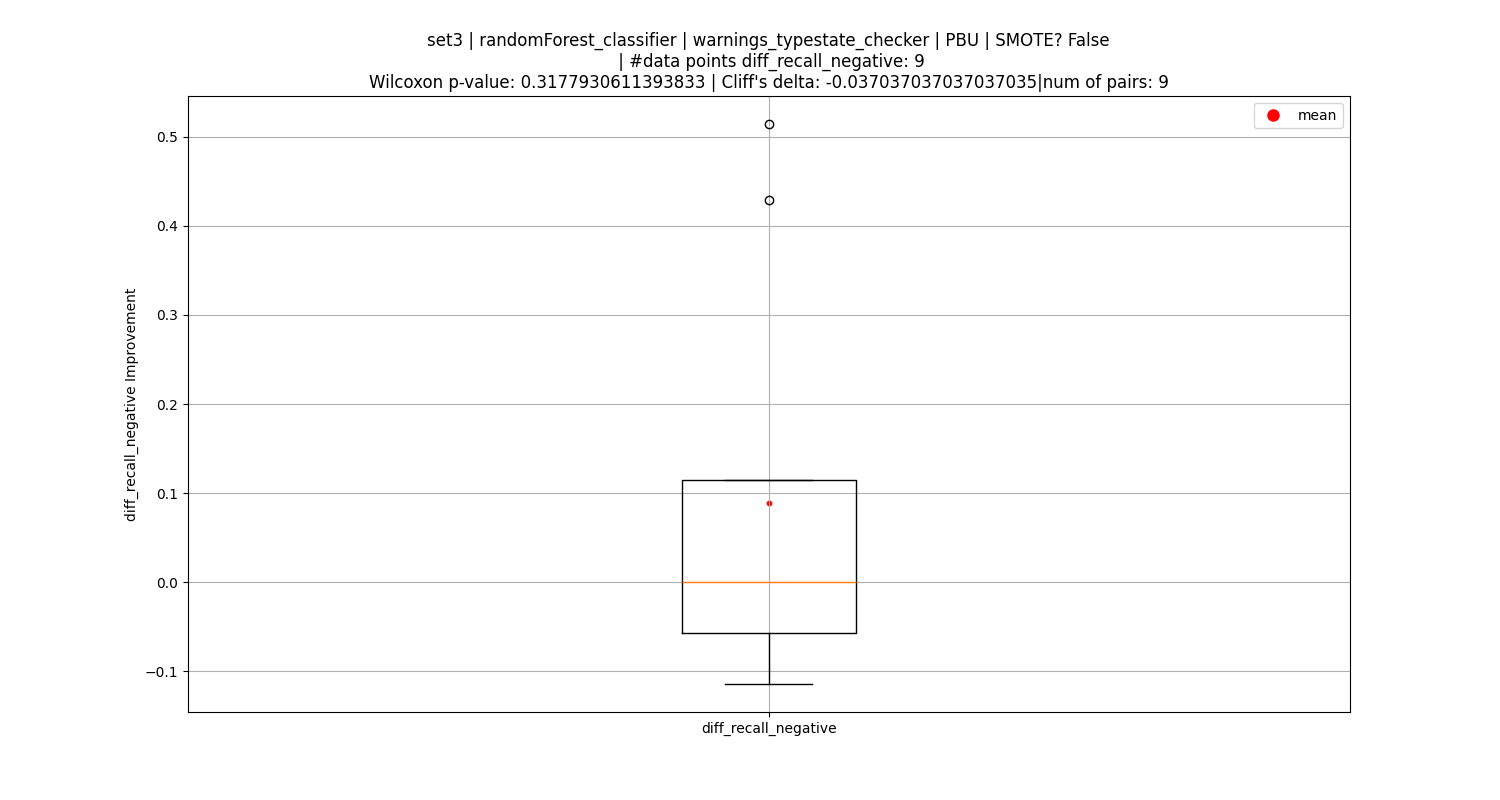 set3 | randomForest_classifier | warnings_typestate_checker | PBU | SMOTE? False
| #data points diff_recall_negative: 9
Wilcoxon p-value: 0.3177930611393833 | Cliff's delta: -0.037037037037037035|num of pairs: 9
mean
0.5
0.4
0.3
0.2
0.1
0.0
−0.1
diff_recall_negative Improvement
diff_recall_negative